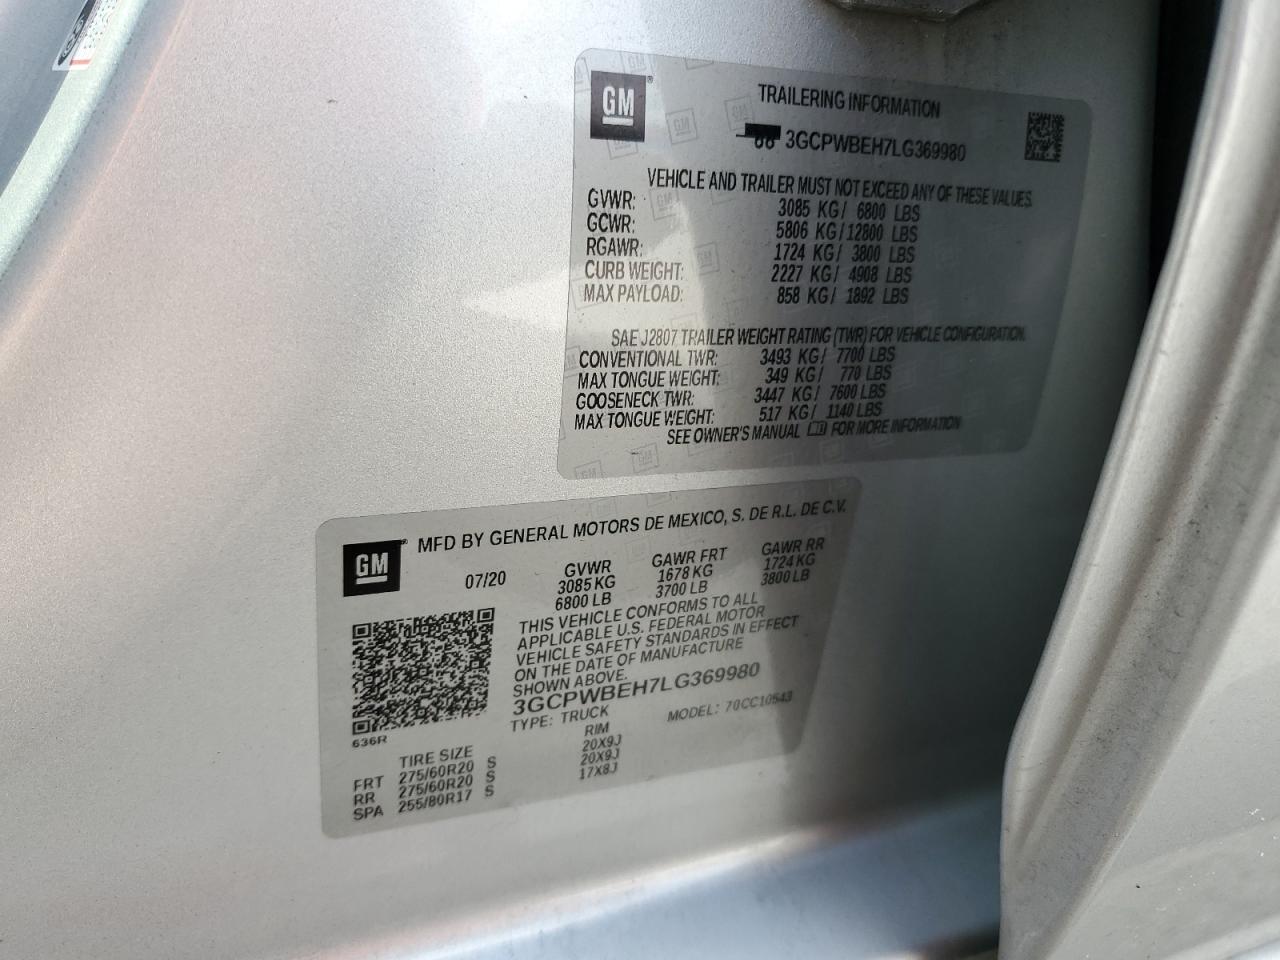 GM
TRAILERING INFORMATION
3GCPWBEH7LG369980
VEHICLE AND TRAILER MUST NOT EXCEED ANY OF THESE VALUES.
GVWR: 3085 KG/ 6800 LBS
GCWR: 5806 KG/ 12800 LBS
RGAWR: 1724 KG/ 3800 LBS
CURB WEIGHT: 2227 KG/ 4908 LBS
MAX PAYLOAD: 858 KG/ 1892 LBS
SAE J2807 TRAILER WEIGHT RATING (TWR) FOR VEHICLE CONFIGURATION.
CONVENTIONAL TWR: 3493 KG/ 7700 LBS
MAX TONGUE WEIGHT: 349 KG/ 770 LBS
GOOSENECK TWR: 3447 KG/ 7600 LBS
MAX TONGUE WEIGHT: 517 KG/ 1140 LBS
SEE OWNER'S MANUAL FOR MORE INFORMATION
GM
MFD BY GENERAL MOTORS DE MEXICO, S. DE R.L. DE C.V.
07/20 GVWR GAWR FRT GAWR RR
3085 KG 1678 KG 1724 KG
6800 LB 3700 LB 3800 LB
THIS VEHICLE CONFORMS TO ALL
APPLICABLE U.S. FEDERAL MOTOR
VEHICLE SAFETY STANDARDS IN EFFECT
ON THE DATE OF MANUFACTURE
SHOWN ABOVE.
3GCPWBEH7LG369980
TYPE: TRUCK MODEL: 70CC10543
636R
TIRE SIZE RIM
FRT 275/60R20 S 20X9J
RR 275/60R20 S 20X9J
SPA 255/80R17 S 17X8J